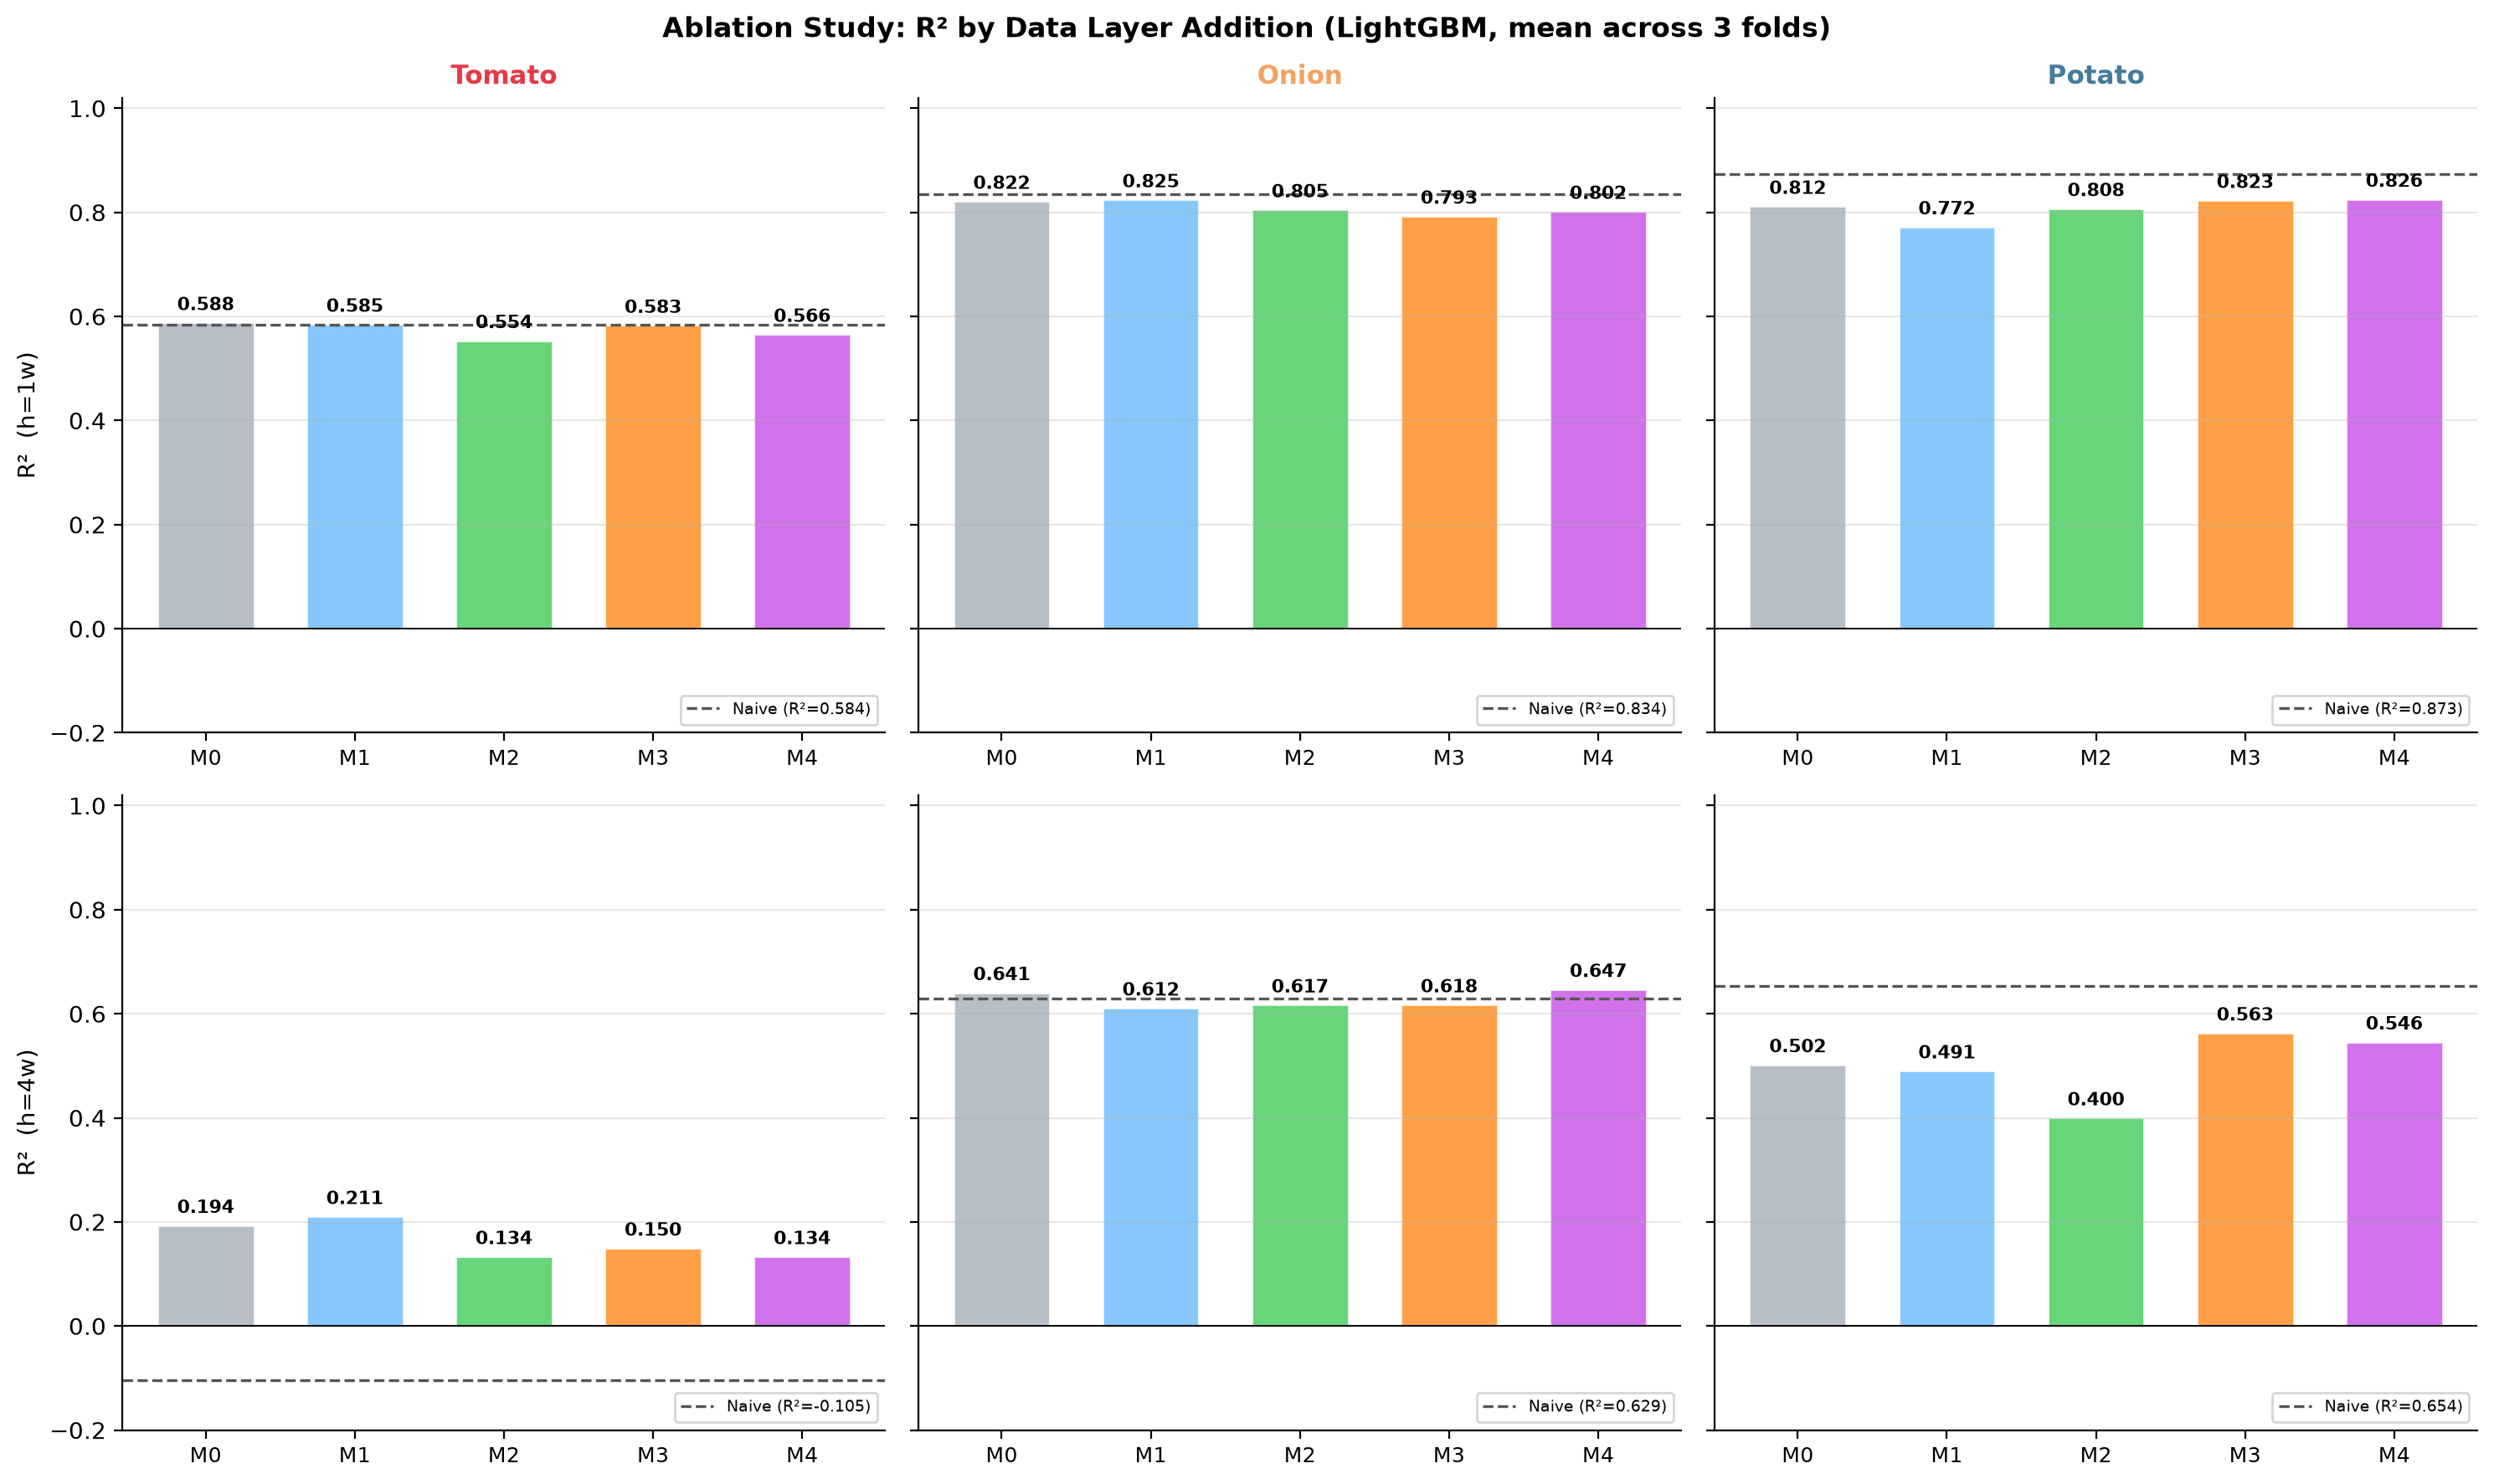 Ablation Study: R² by Data Layer Addition (LightGBM, mean across 3 folds)
Tomato
Onion
Potato
R² (h=1w)
1.0
0.8
0.6
0.4
0.2
0.0
−0.2
0.588
0.585
0.554
0.583
0.566
Naive (R²=0.584)
M0 M1 M2 M3 M4
0.822
0.825
0.805
0.793
0.802
Naive (R²=0.834)
M0 M1 M2 M3 M4
0.812
0.772
0.808
0.823
0.826
Naive (R²=0.873)
M0 M1 M2 M3 M4
R² (h=4w)
1.0
0.8
0.6
0.4
0.2
0.0
−0.2
0.194
0.211
0.134
0.150
0.134
Naive (R²=-0.105)
M0 M1 M2 M3 M4
0.641
0.612
0.617
0.618
0.647
Naive (R²=0.629)
M0 M1 M2 M3 M4
0.502
0.491
0.400
0.563
0.546
Naive (R²=0.654)
M0 M1 M2 M3 M4